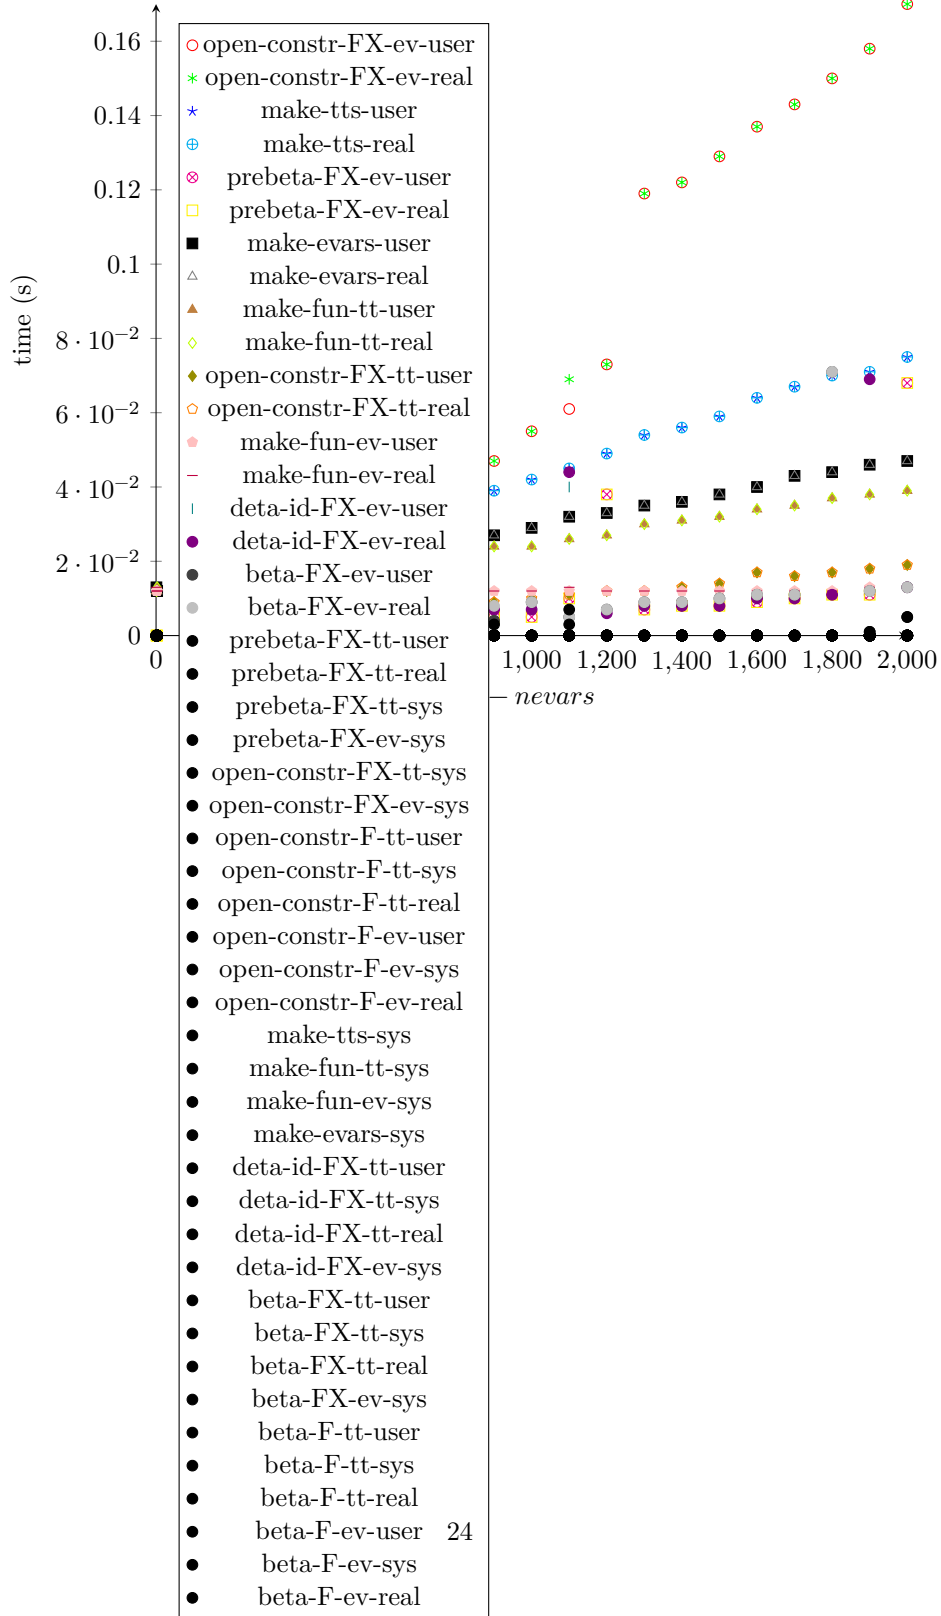 0.16
0.14
0.12
0.1
8 · 10−2
6 · 10−2
4 · 10−2
2 · 10−2
0
time (s)
0
1,000
1,200
1,400
1,600
1,800
2,000
nevars
open-constr-FX-ev-user
open-constr-FX-ev-real
make-tts-user
make-tts-real
prebeta-FX-ev-user
prebeta-FX-ev-real
make-evars-user
make-evars-real
make-fun-tt-user
make-fun-tt-real
open-constr-FX-tt-user
open-constr-FX-tt-real
make-fun-ev-user
make-fun-ev-real
deta-id-FX-ev-user
deta-id-FX-ev-real
beta-FX-ev-user
beta-FX-ev-real
prebeta-FX-tt-user
prebeta-FX-tt-real
prebeta-FX-tt-sys
prebeta-FX-ev-sys
open-constr-FX-tt-sys
open-constr-FX-ev-sys
open-constr-F-tt-user
open-constr-F-tt-sys
open-constr-F-tt-real
open-constr-F-ev-user
open-constr-F-ev-sys
open-constr-F-ev-real
make-tts-sys
make-fun-tt-sys
make-fun-ev-sys
make-evars-sys
deta-id-FX-tt-user
deta-id-FX-tt-sys
deta-id-FX-tt-real
deta-id-FX-ev-sys
beta-FX-tt-user
beta-FX-tt-sys
beta-FX-tt-real
beta-FX-ev-sys
beta-F-tt-user
beta-F-tt-sys
beta-F-tt-real
beta-F-ev-user 24
beta-F-ev-sys
beta-F-ev-real